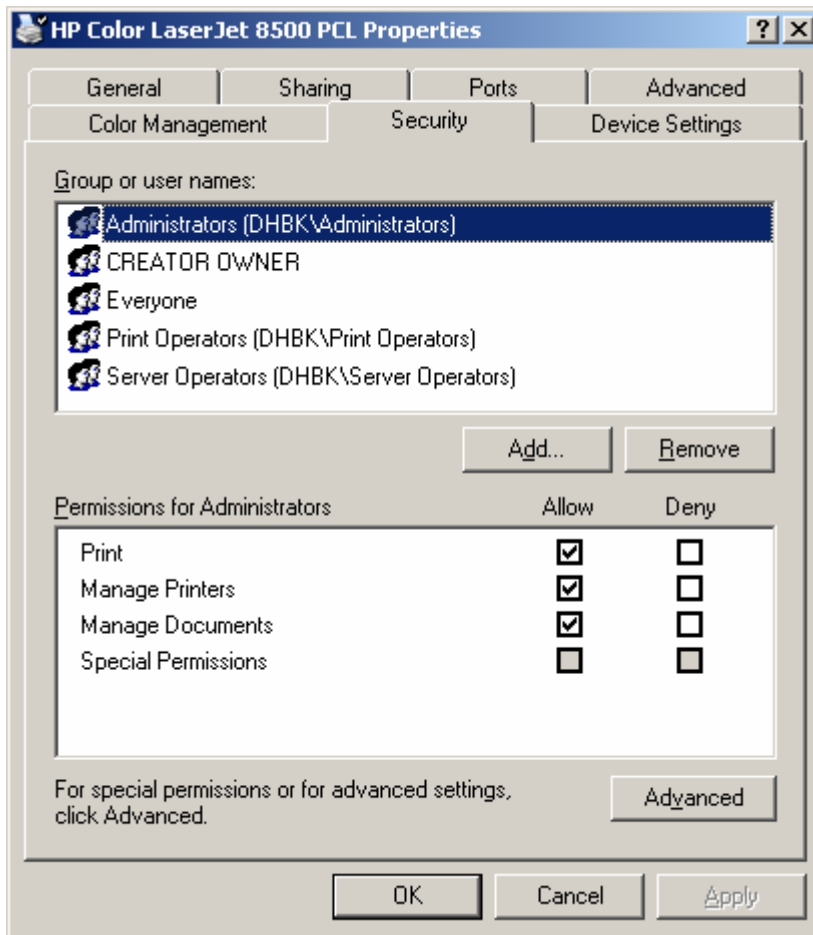 HP Color LaserJet 8500 PCL Properties
General Sharing Ports Advanced
Color Management Security Device Settings
Group or user names:
Administrators (DHBK\Administrators)
CREATOR OWNER
Everyone
Print Operators (DHBK\Print Operators)
Server Operators (DHBK\Server Operators)
Add... Remove
Permissions for Administrators Allow Deny
Print
Manage Printers
Manage Documents
Special Permissions
For special permissions or for advanced settings,
click Advanced.
Advanced
OK Cancel Apply